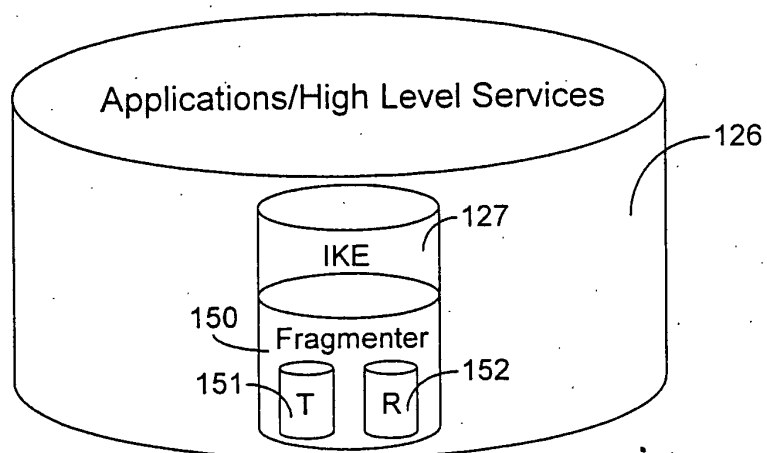 Applications/High Level Services
126
127
IKE
150
Fragmenter
151
T
R
152